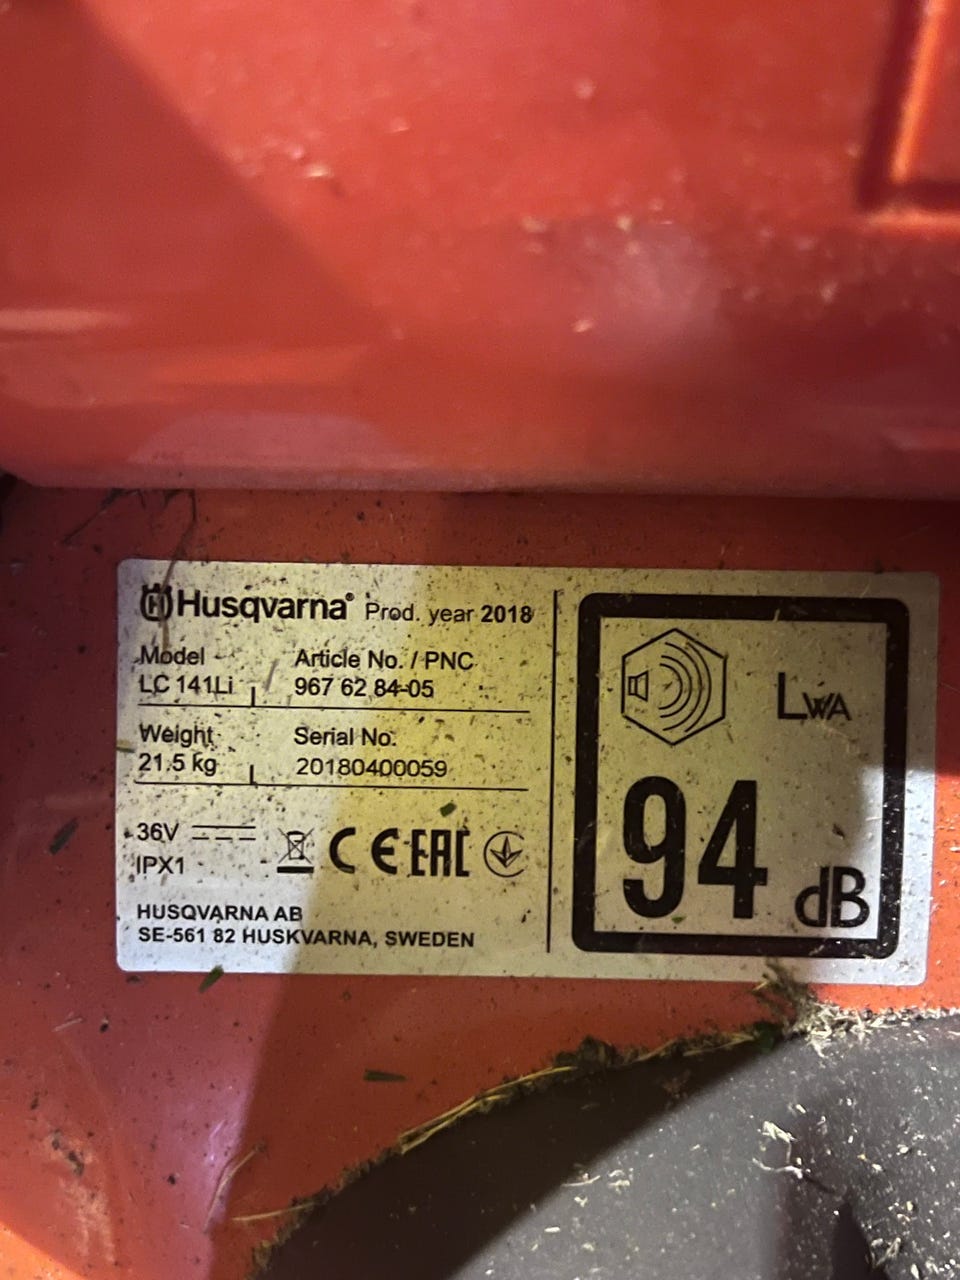 Husqvarna® Prod. year 2018
Model Article No. / PNC
LC 141Li 967 62 84-05
Weight Serial No.
21.5 kg 20180400059
36V
IPX1
CE EAC
HUSQVARNA AB
SE-561 82 HUSKVARNA, SWEDEN
LWA
94 dB